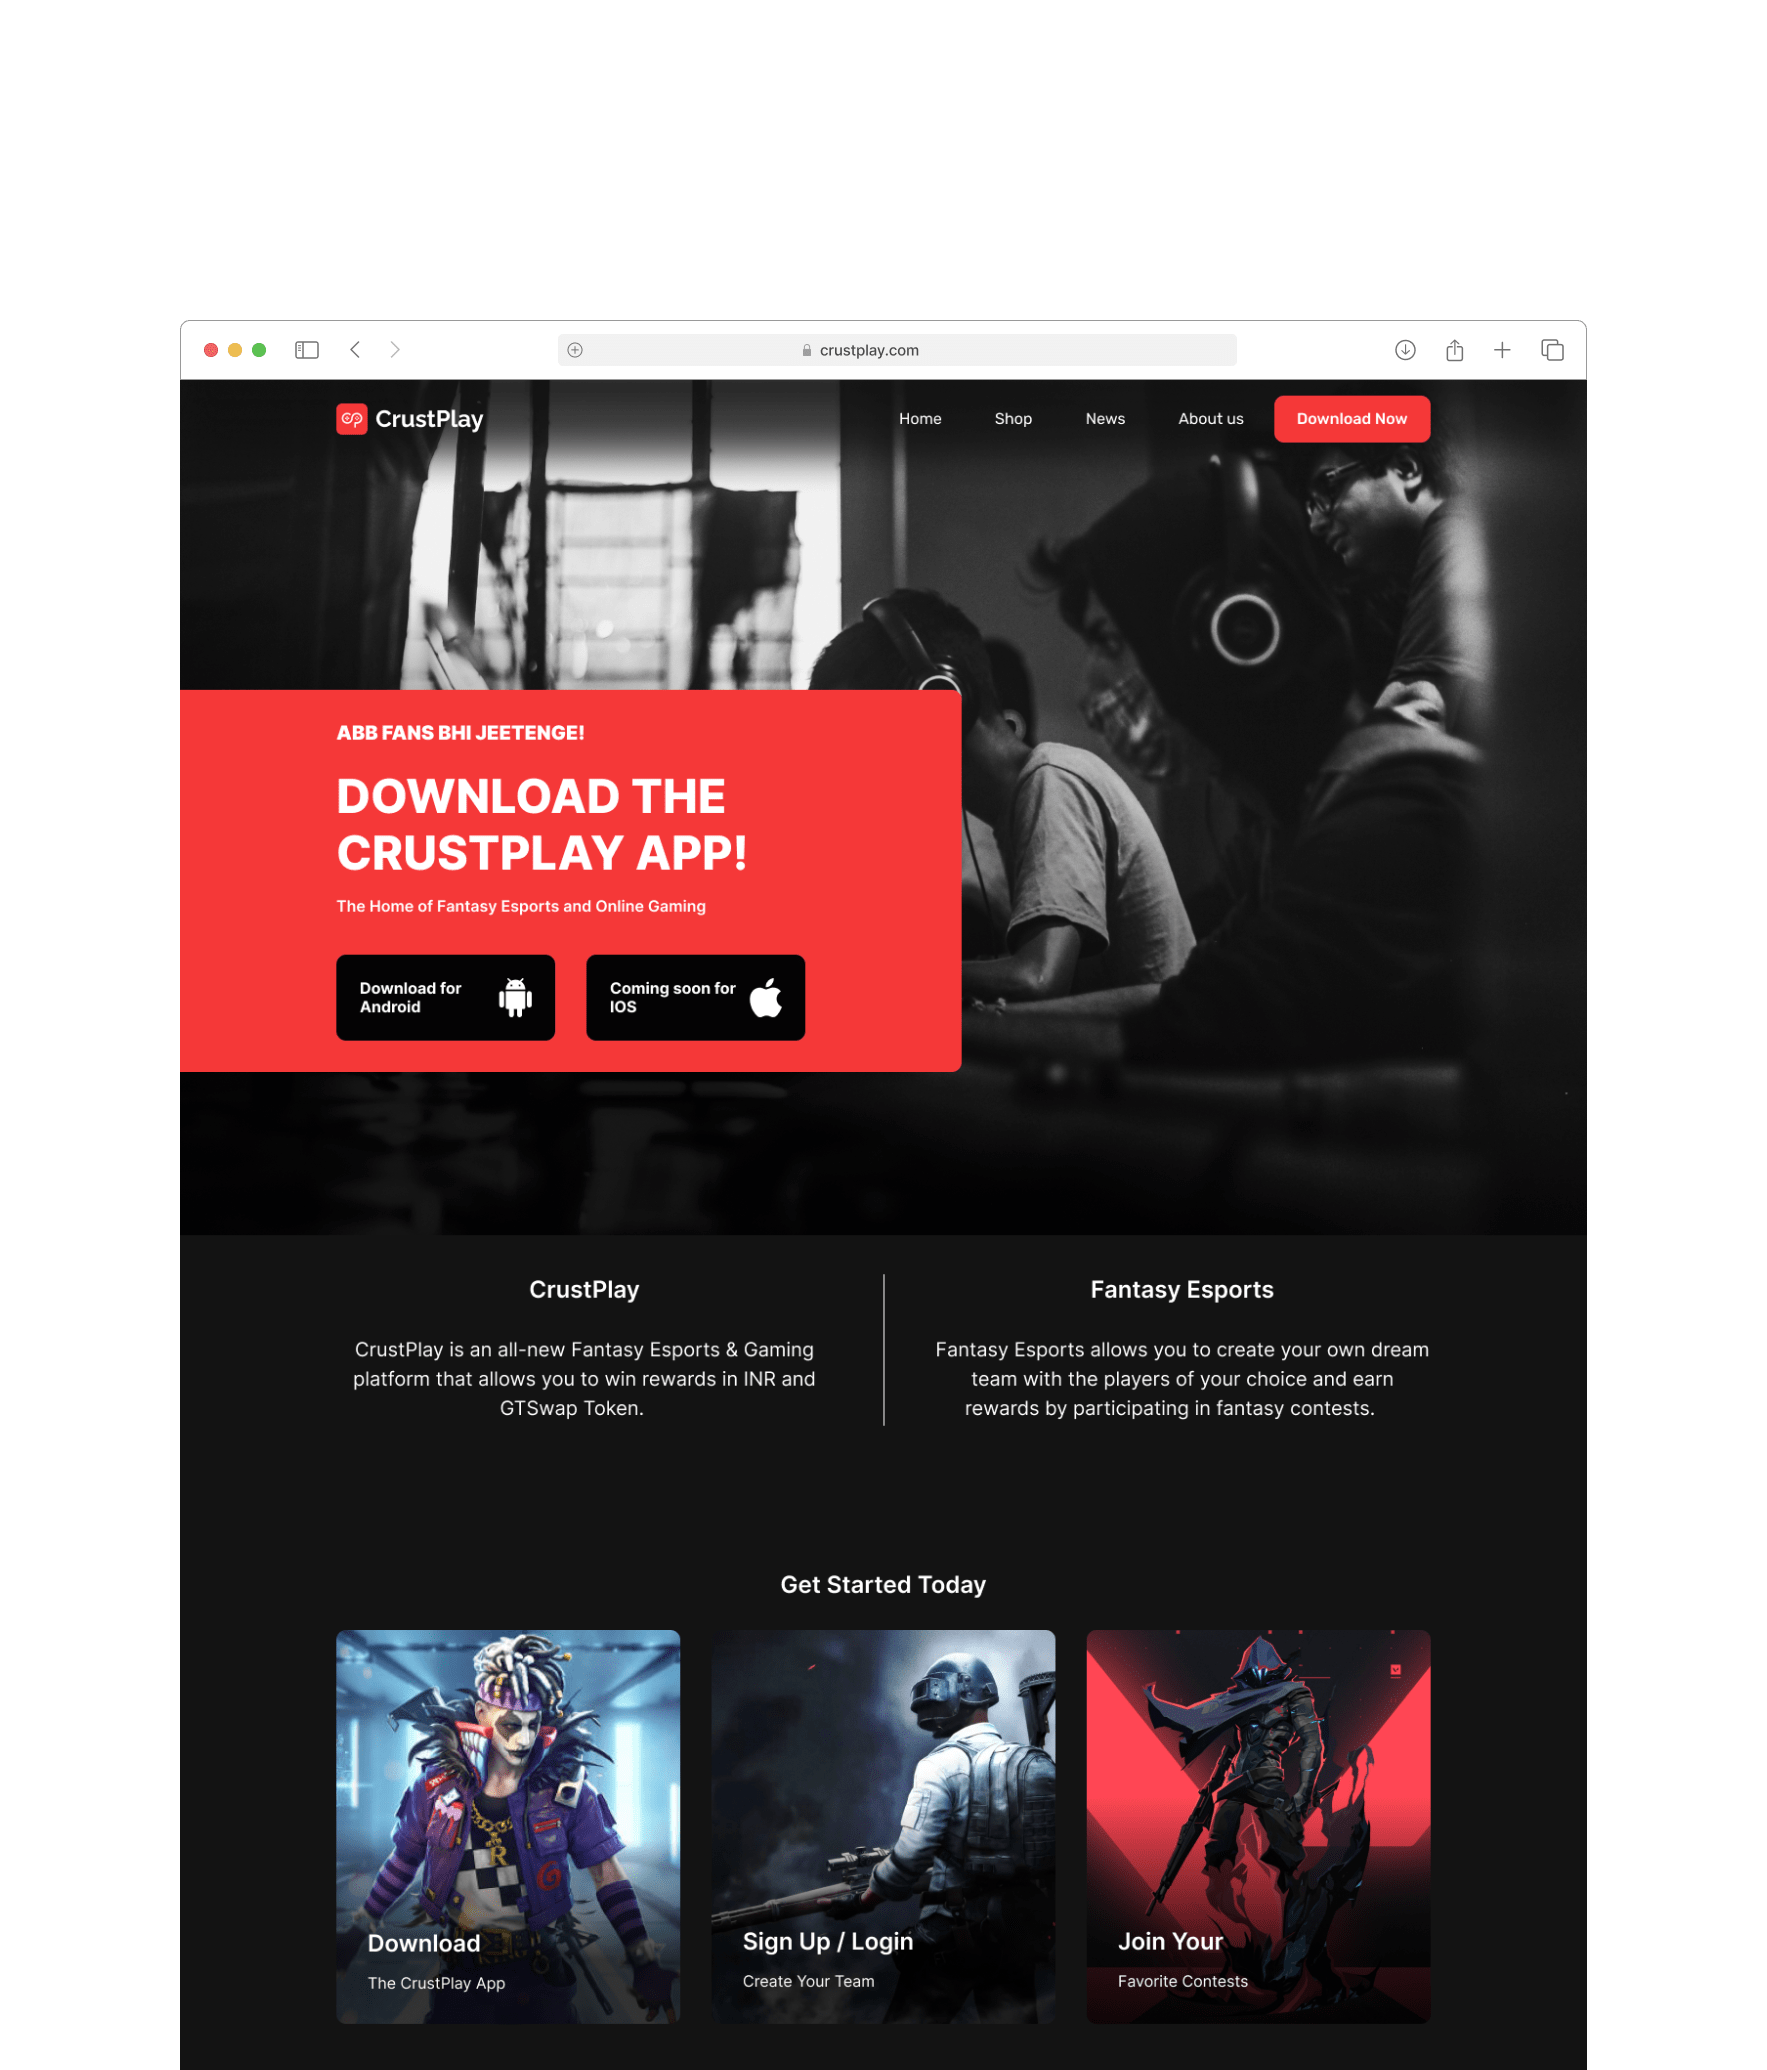 crustplay.com
CrustPlay
Home
Shop
News
About us
Download Now
ABB FANS BHI JEETENGE!
DOWNLOAD THE
CRUSTPLAY APP!
The Home of Fantasy Esports and Online Gaming
Download for
Android
Coming soon for
IOS
CrustPlay
CrustPlay is an all-new Fantasy Esports & Gaming
platform that allows you to win rewards in INR and
GTSwap Token.
Fantasy Esports
Fantasy Esports allows you to create your own dream
team with the players of your choice and earn
rewards by participating in fantasy contests.
Get Started Today
Download
The CrustPlay App
Sign Up / Login
Create Your Team
Join Your
Favorite Contests